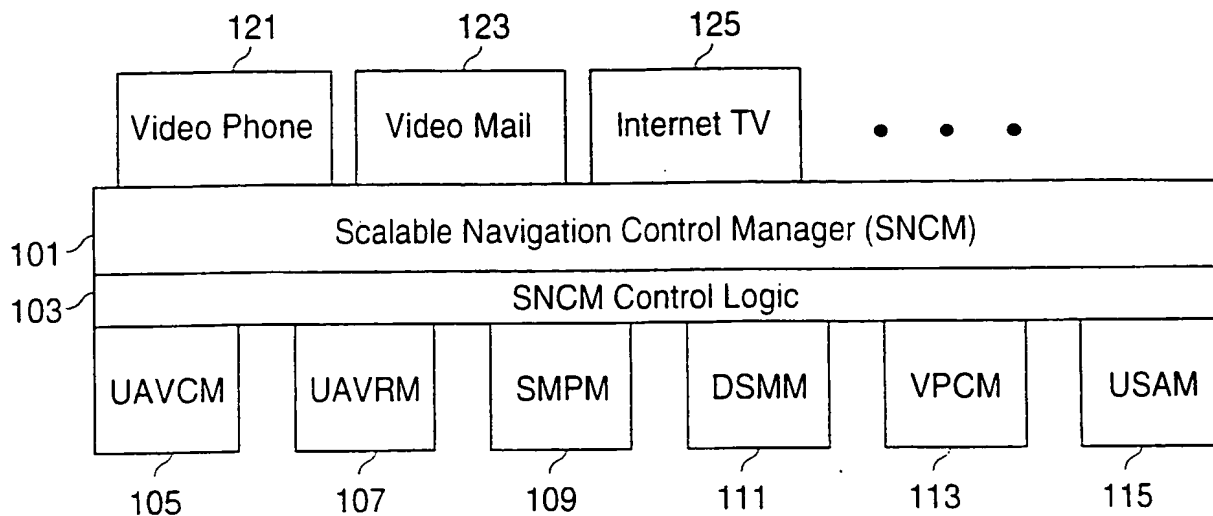 121 123 125
Video Phone Video Mail Internet TV • • •
101 Scalable Navigation Control Manager (SNCM)
103 SNCM Control Logic
UAVCM UAVRM SMPM DSMM VPCM USAM
105 107 109 111 113 115